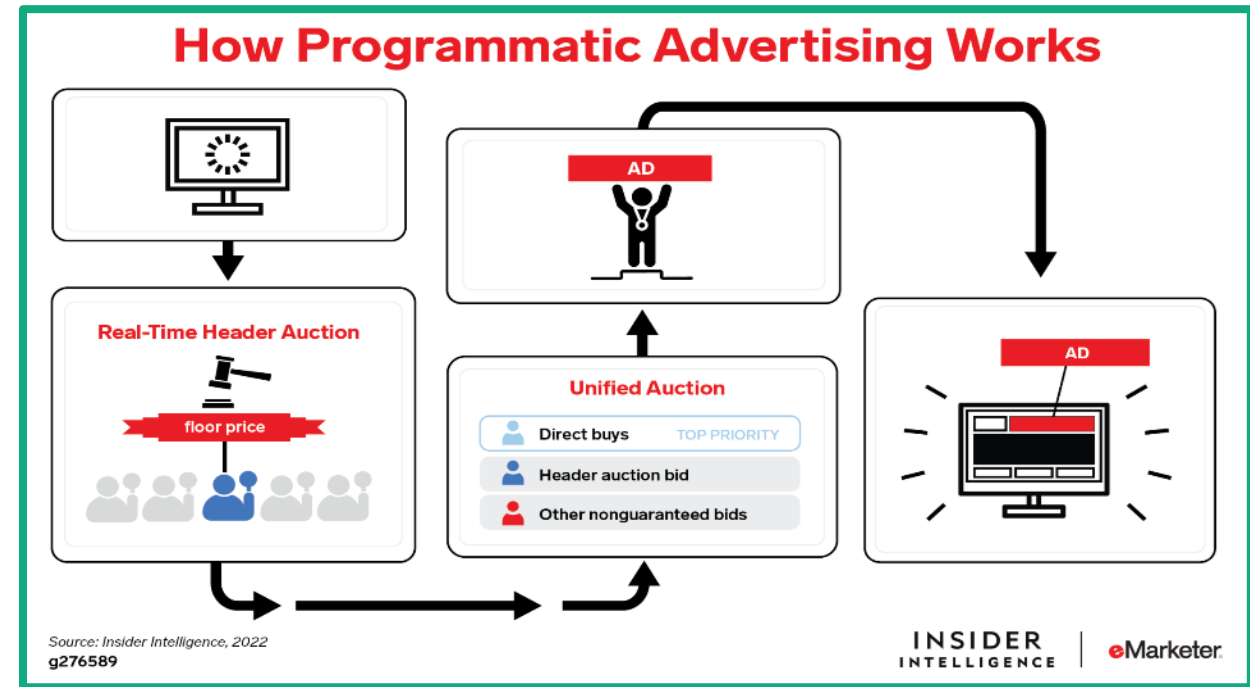 How Programmatic Advertising Works
Real-Time Header Auction
floor price
AD
Unified Auction
Direct buys TOP PRIORITY
Header auction bid
Other nonguaranteed bids
AD
Source: Insider Intelligence, 2022
g276589
INSIDER
INTELLIGENCE
eMarketer.